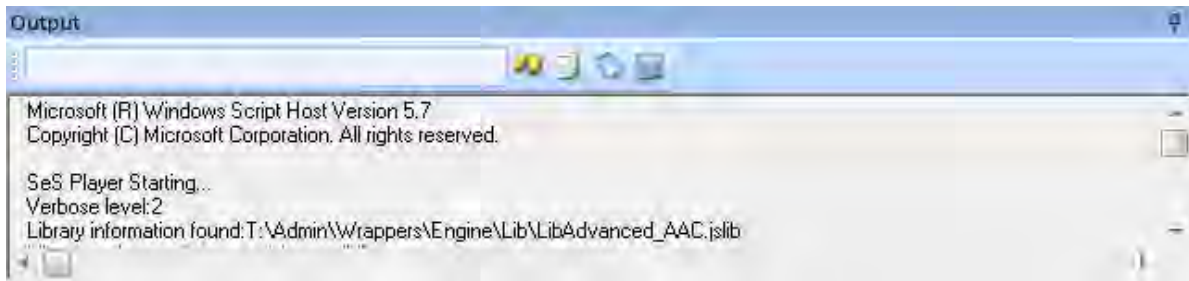 Output
Microsoft (R) Windows Script Host Version 5.7
Copyright (C) Microsoft Corporation. All rights reserved.
SeS Player Starting...
Verbose level:2
Library information found:T:\Admin\Wrappers\Engine\Lib\LibAdvanced_AAC.jslib